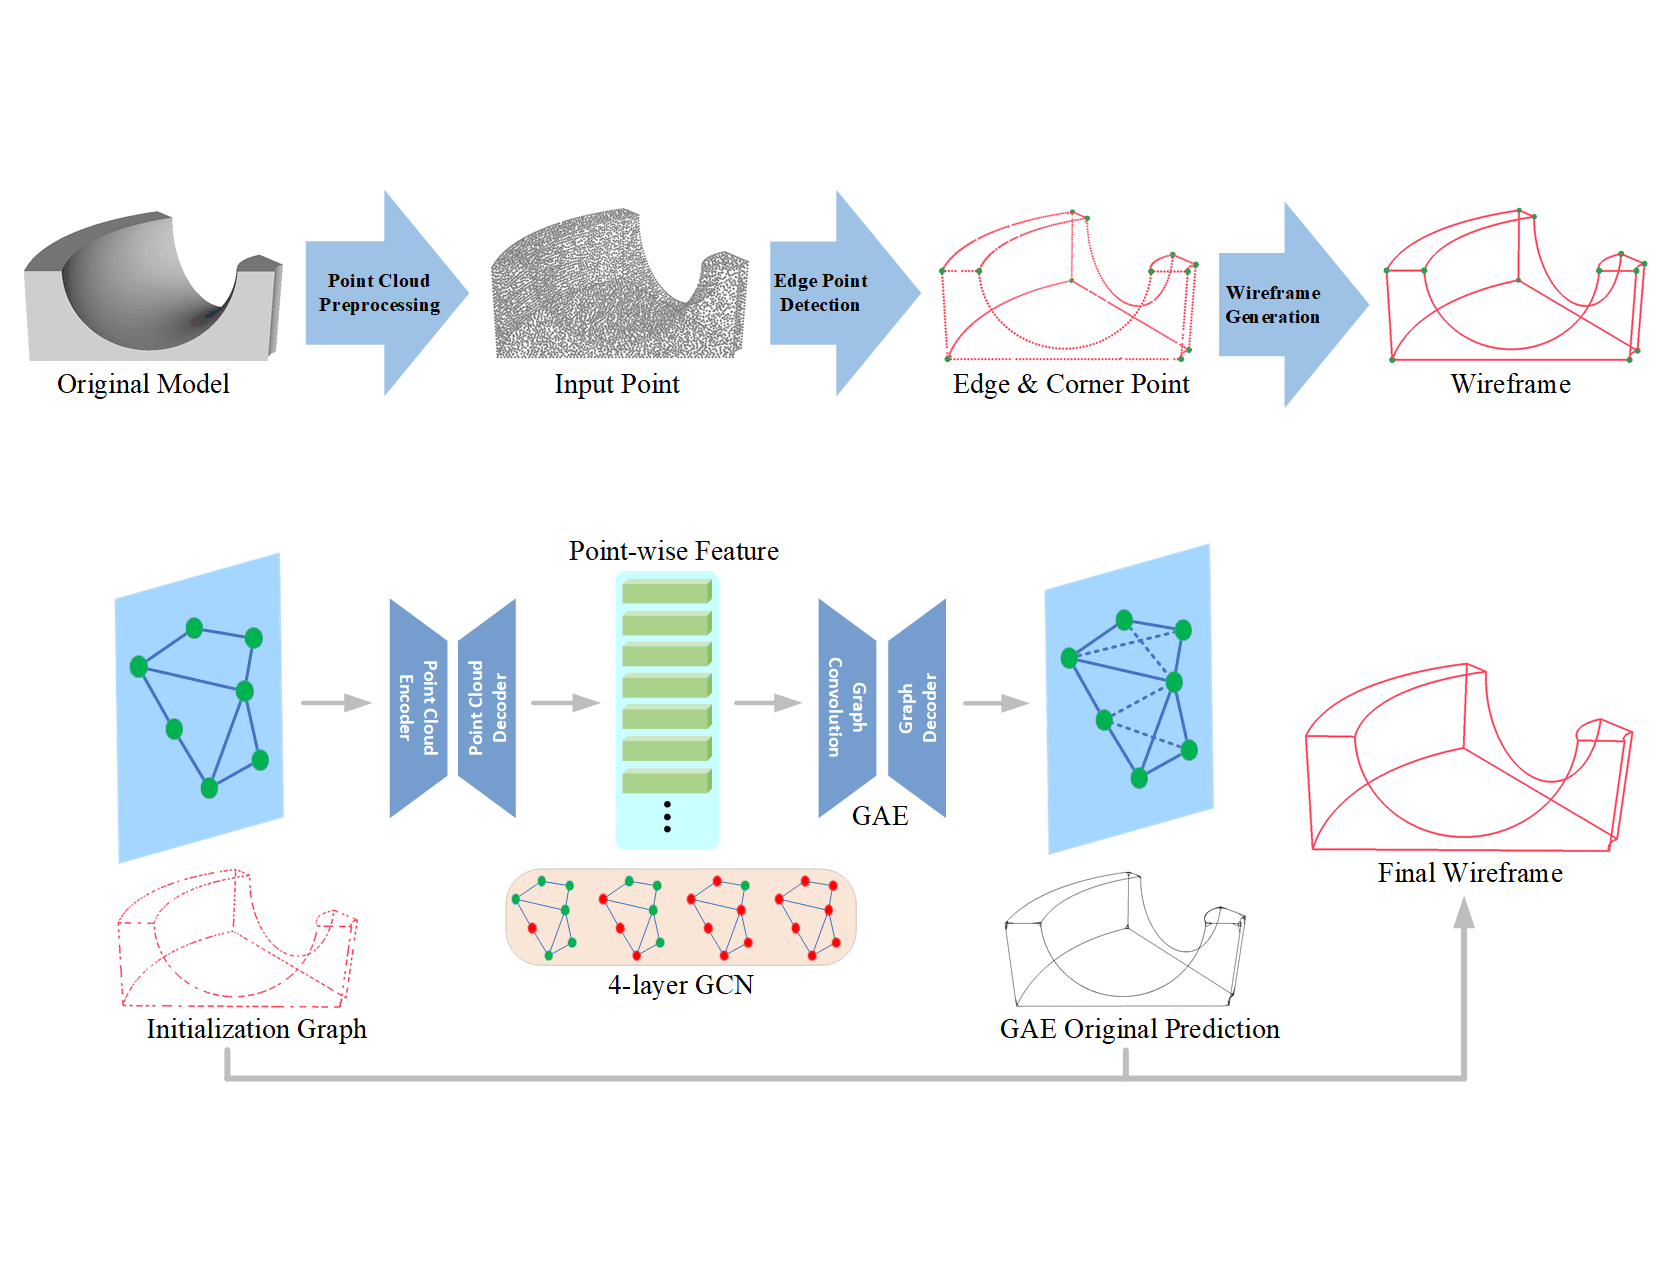 Point Cloud
Preprocessing
Edge Point
Detection
Wireframe
Generation
Original Model
Input Point
Edge & Corner Point
Wireframe
Point-wise Feature
Point Cloud
Encoder
Point Cloud
Decoder
Graph
Convolution
Graph
Decoder
GAE
Final Wireframe
4-layer GCN
Initialization Graph
GAE Original Prediction